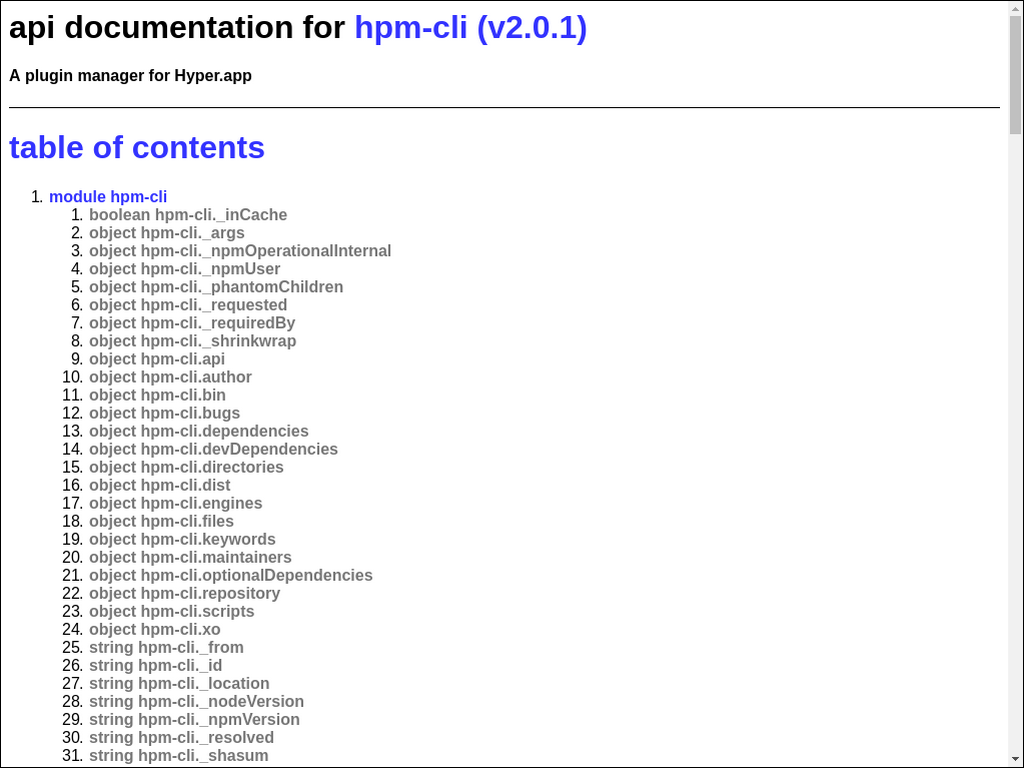 api documentation for hpm-cli (v2.0.1)
A plugin manager for Hyper.app
table of contents
1. module hpm-cli
1. boolean hpm-cli._inCache
2. object hpm-cli._args
3. object hpm-cli._npmOperationalInternal
4. object hpm-cli._npmUser
5. object hpm-cli._phantomChildren
6. object hpm-cli._requested
7. object hpm-cli._requiredBy
8. object hpm-cli._shrinkwrap
9. object hpm-cli.api
10. object hpm-cli.author
11. object hpm-cli.bin
12. object hpm-cli.bugs
13. object hpm-cli.dependencies
14. object hpm-cli.devDependencies
15. object hpm-cli.directories
16. object hpm-cli.dist
17. object hpm-cli.engines
18. object hpm-cli.files
19. object hpm-cli.keywords
20. object hpm-cli.maintainers
21. object hpm-cli.optionalDependencies
22. object hpm-cli.repository
23. object hpm-cli.scripts
24. object hpm-cli.xo
25. string hpm-cli._from
26. string hpm-cli._id
27. string hpm-cli._location
28. string hpm-cli._nodeVersion
29. string hpm-cli._npmVersion
30. string hpm-cli._resolved
31. string hpm-cli._shasum